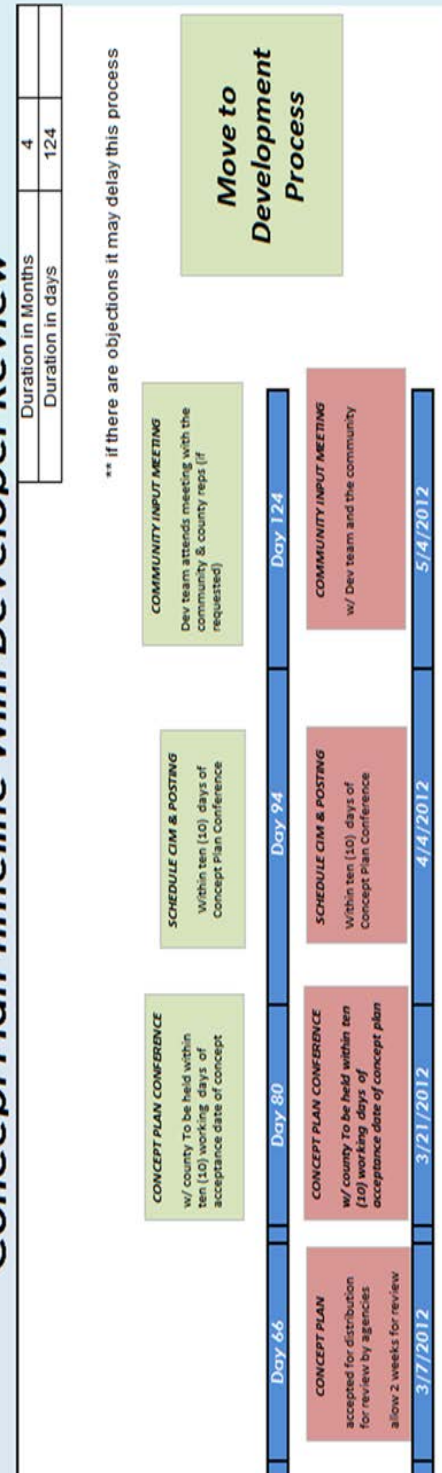 Concept Plan Timeline with Developer Review
Duration in Months 4
Duration in days 124
** if there are objections it may delay this process
Move to
Development
Process
CONCEPT PLAN CONFERENCE
w/ county To be held within
ten (10) working days of
acceptance date of concept
SCHEDULE CIM & POSTING
Within ten (10) days of
Concept Plan Conference
COMMUNITY INPUT MEETING
Dev team attends meeting with the
community & county reps (if
requested)
Day 66
Day 80
Day 94
Day 124
CONCEPT PLAN
accepted for distribution
for review by agencies
allow 2 weeks for review
CONCEPT PLAN CONFERENCE
w/ county To be held within ten
(10) working days of
acceptance date of concept plan
SCHEDULE CIM & POSTING
Within ten (10) days of
Concept Plan Conference
COMMUNITY INPUT MEETING
w/ Dev team and the community
3/7/2012
3/21/2012
4/4/2012
5/4/2012